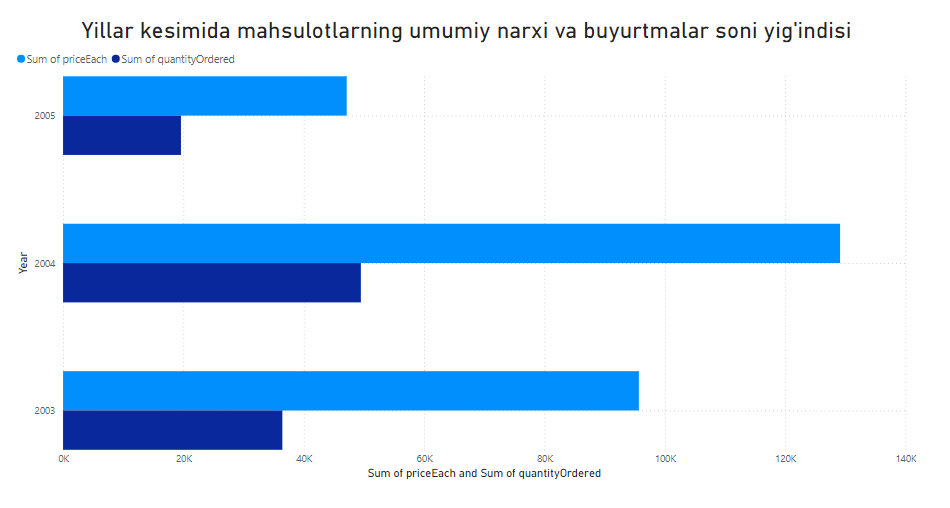 Yillar kesimida mahsulotlarning umumiy narxi va buyurtmalar soni yig'indisi
Sum of priceEach Sum of quantityOrdered
2005
2004
2003
Year
0K 20K 40K 60K 80K 100K 120K 140K
Sum of priceEach and Sum of quantityOrdered